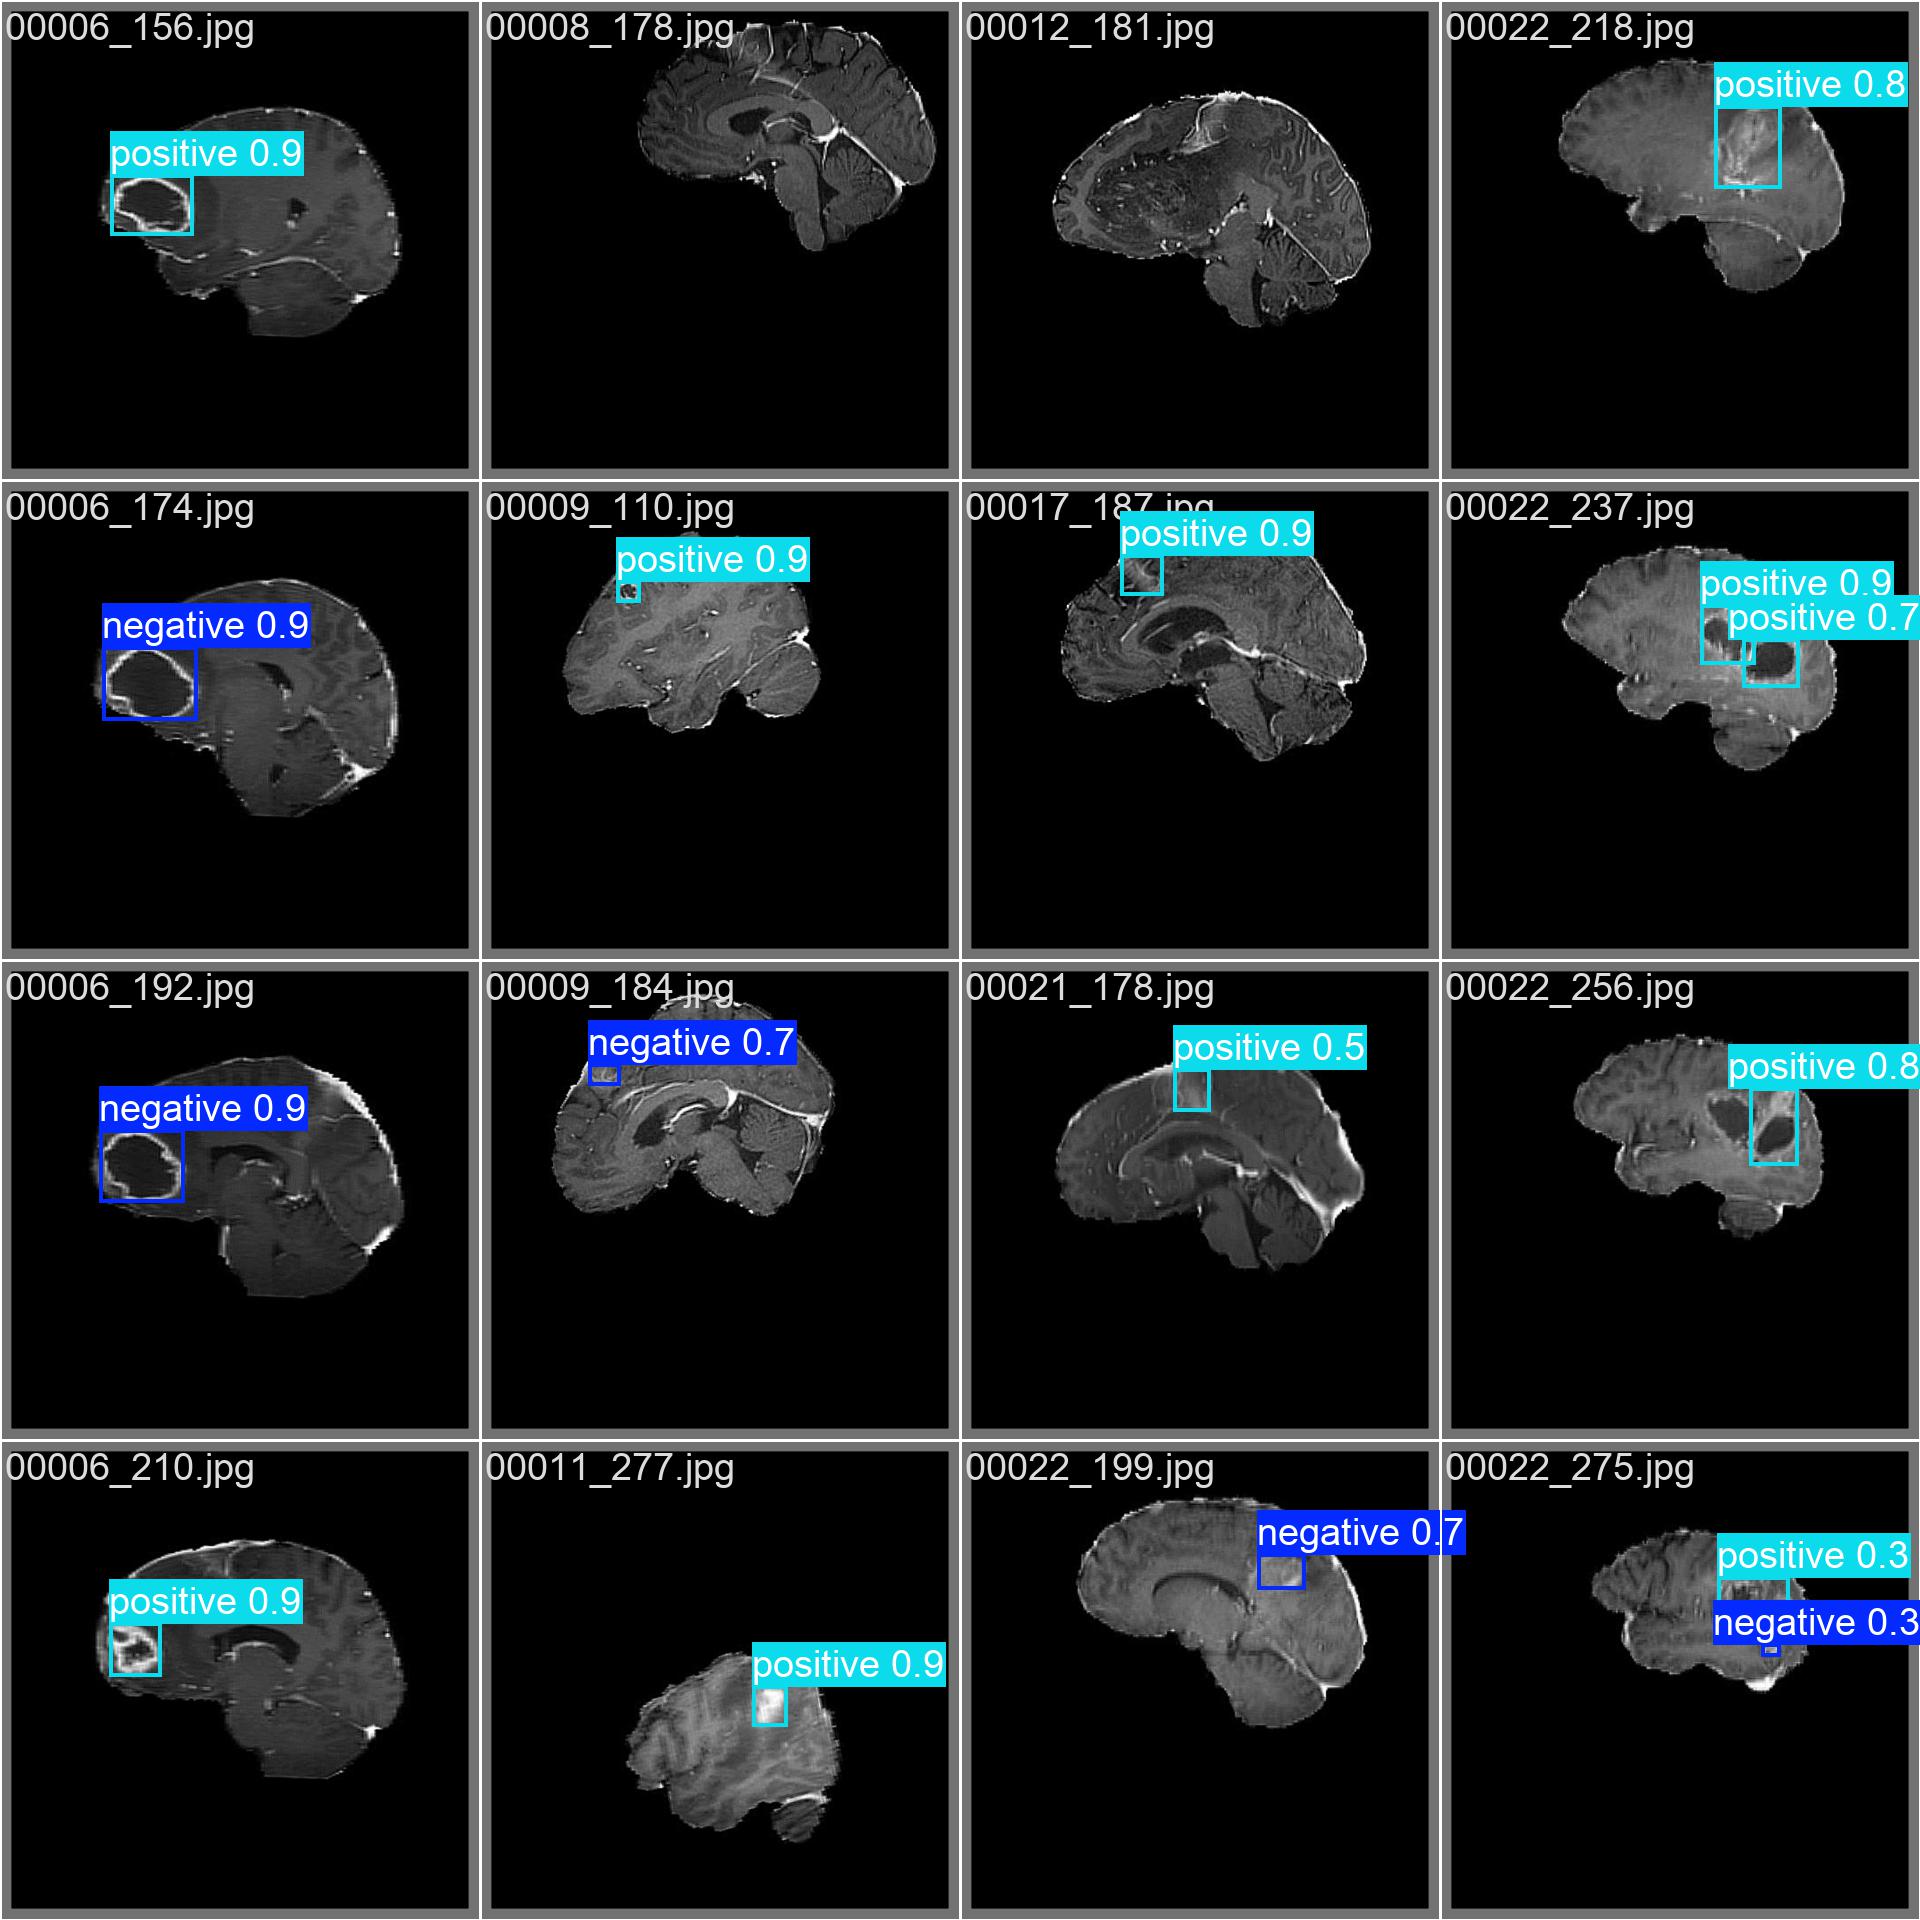 00006_156.jpg
positive 0.9
00008_178.jpg
00012_181.jpg
00022_218.jpg
positive 0.8
00006_174.jpg
negative 0.9
00009_110.jpg
positive 0.9
00017_187.jpg
positive 0.9
00022_237.jpg
positive 0.9
positive 0.7
00006_192.jpg
negative 0.9
00009_184.jpg
negative 0.7
00021_178.jpg
positive 0.5
00022_256.jpg
positive 0.8
00006_210.jpg
positive 0.9
00011_277.jpg
positive 0.9
00022_199.jpg
negative 0.7
00022_275.jpg
positive 0.3
negative 0.3